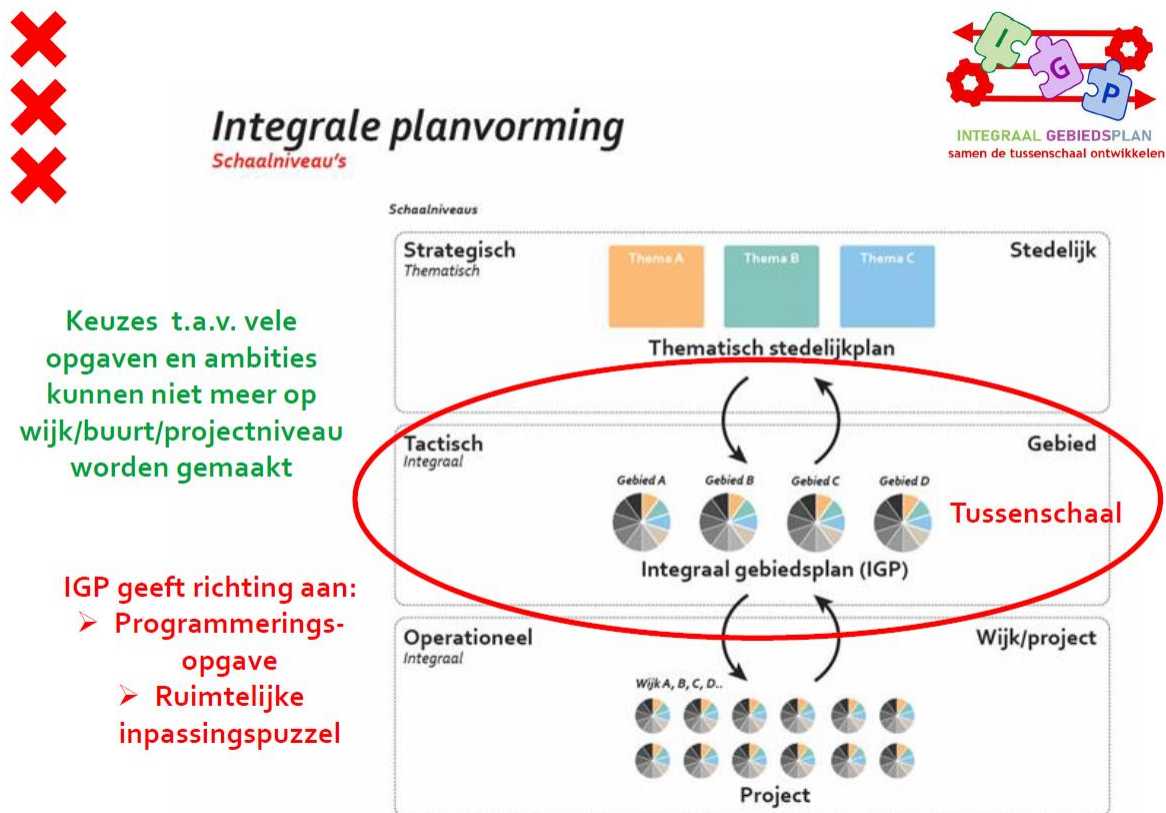 I
G
P
INTEGRAAL GEBIEDSPLAN
samen de tussenschaal ontwikkelen
Integrale planvorming
Schaalniveau's
Schaalniveaus
Strategisch
Thematisch
Stedelijk
Thema A
Thema B
Thema C
Thematisch stedelijkplan
Keuzes t.a.v. vele
opgaven en ambities
kunnen niet meer op
wijk/buurt/projectniveau
worden gemaakt
Tactisch
Integraal
Gebied
Gebied A
Gebied B
Gebied C
Gebied D
Tussenschaal
Integraal gebiedsplan (IGP)
IGP geeft richting aan:
➢ Programmerings-
opgave
➢ Ruimtelijke
inpassingspuzzel
Operationeel
Integraal
Wijk/project
Wijk A, B, C, D..
Project